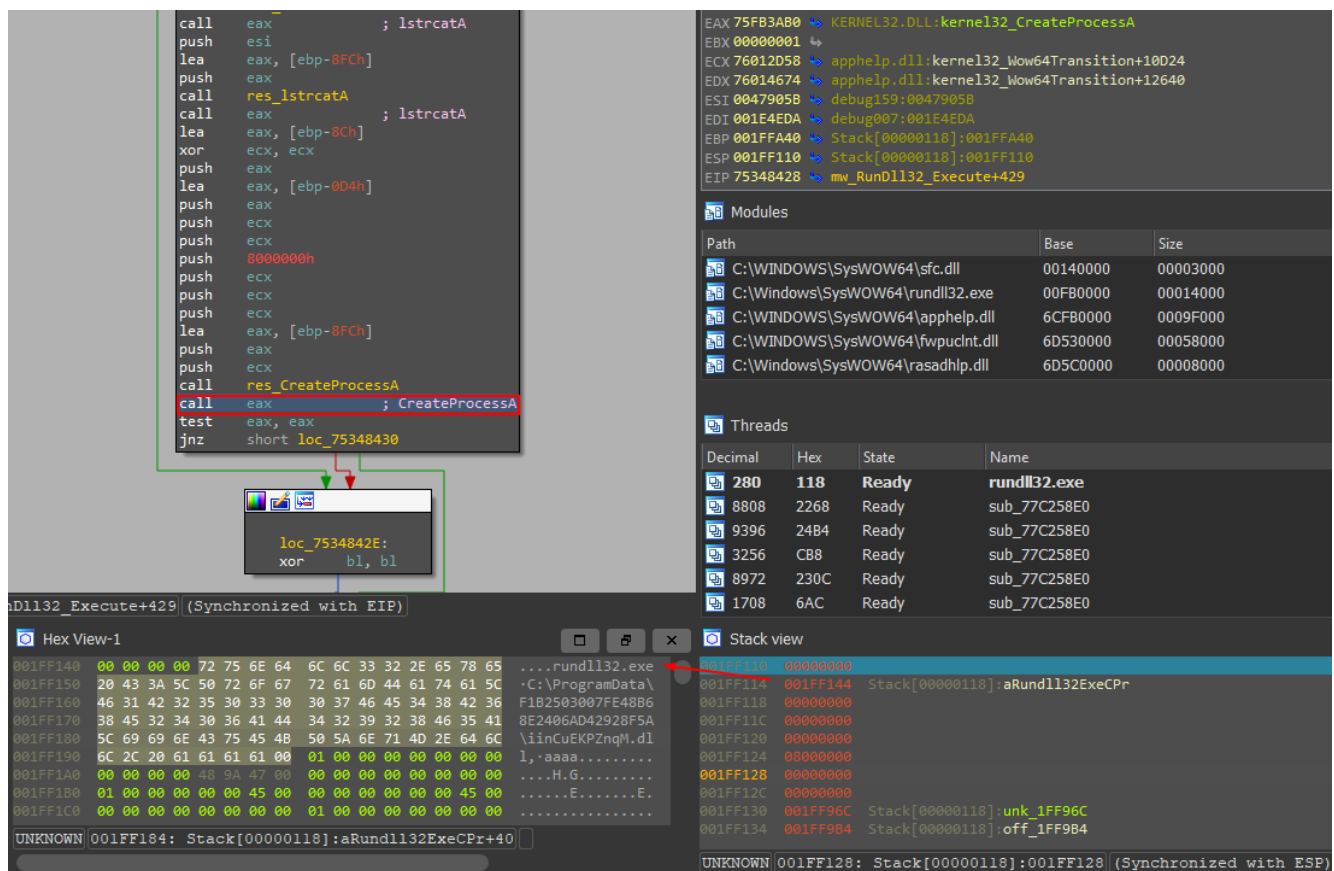 call eax ; lstrcatA
push esi
lea eax, [ebp-8FCh]
push eax
call res_lstrcatA
call eax ; lstrcatA
lea eax, [ebp-8Ch]
xor ecx, ecx
push eax
lea eax, [ebp-0D4h]
push eax
push ecx
push ecx
push 8000000h
push ecx
push ecx
push ecx
lea eax, [ebp-8FCh]
push eax
push ecx
call res_CreateProcessA
call eax ; CreateProcessA
test eax, eax
jnz short loc_75348430
loc_7534842E:
xor bl, bl
nDll32_Execute+429 (Synchronized with EIP)
EAX 75FB3AB0 KERNEL32.DLL:kernel32_CreateProcessA
EBX 00000001
ECX 76012D58 apphelp.dll:kernel32_Wow64Transition+10D24
EDX 76014674 apphelp.dll:kernel32_Wow64Transition+12640
ESI 0047905B debug159:0047905B
EDI 001E4EDA debug007:001E4EDA
EBP 001FFA40 Stack[00000118]:001FFA40
ESP 001FF110 Stack[00000118]:001FF110
EIP 75348428 mw_RunDll32_Execute+429
Modules
Path Base Size
C:\WINDOWS\SysWOW64\sfc.dll 00140000 00003000
C:\Windows\SysWOW64\rundll32.exe 00FB0000 00014000
C:\Windows\SysWOW64\apphelp.dll 6CFB0000 0009F000
C:\Windows\SysWOW64\fwpuclnt.dll 6D530000 00058000
C:\Windows\SysWOW64\rasadhlp.dll 6D5C0000 00008000
Threads
Decimal Hex State Name
280 118 Ready rundll32.exe
8808 2268 Ready sub_77C258E0
9396 24B4 Ready sub_77C258E0
3256 CB8 Ready sub_77C258E0
8972 230C Ready sub_77C258E0
1708 6AC Ready sub_77C258E0
Hex View-1
001FF140 00 00 00 00 72 75 6E 64 6C 6C 33 32 2E 65 78 65 ....rundll32.exe
001FF150 20 43 3A 5C 50 72 6F 67 72 61 6D 44 61 74 61 5C ·C:\ProgramData\
001FF160 46 31 42 32 35 30 33 30 30 37 46 45 34 38 42 36 F1B2503007FE48B6
001FF170 38 45 32 34 30 36 41 44 34 32 39 32 38 46 35 41 8E2406AD42928F5A
001FF180 5C 69 69 6E 43 75 45 4B 50 5A 6E 71 4D 2E 64 6C \iinCuEKPZnqM.dl
001FF190 6C 2C 20 61 61 61 61 00 01 00 00 00 00 00 00 00 l,·aaaa.........
001FF1A0 00 00 00 00 48 9A 47 00 00 00 00 00 00 00 00 00 ....H.G.........
001FF1B0 01 00 00 00 00 00 45 00 00 00 00 00 00 00 45 00 ......E.......E.
001FF1C0 00 00 00 00 00 00 00 00 01 00 00 00 00 00 00 00 ................
UNKNOWN 001FF184: Stack[00000118]:aRundll32ExeCPr+40
Stack view
001FF110 00000000
001FF114 001FF144 Stack[00000118]:aRundll32ExeCPr
001FF118 00000000
001FF11C 00000000
001FF120 00000000
001FF124 08000000
001FF128 00000000
001FF12C 00000000
001FF130 001FF96C Stack[00000118]:unk_1FF96C
001FF134 001FF9B4 Stack[00000118]:off_1FF9B4
UNKNOWN 001FF128: Stack[00000118]:001FF128 (Synchronized with ESP)